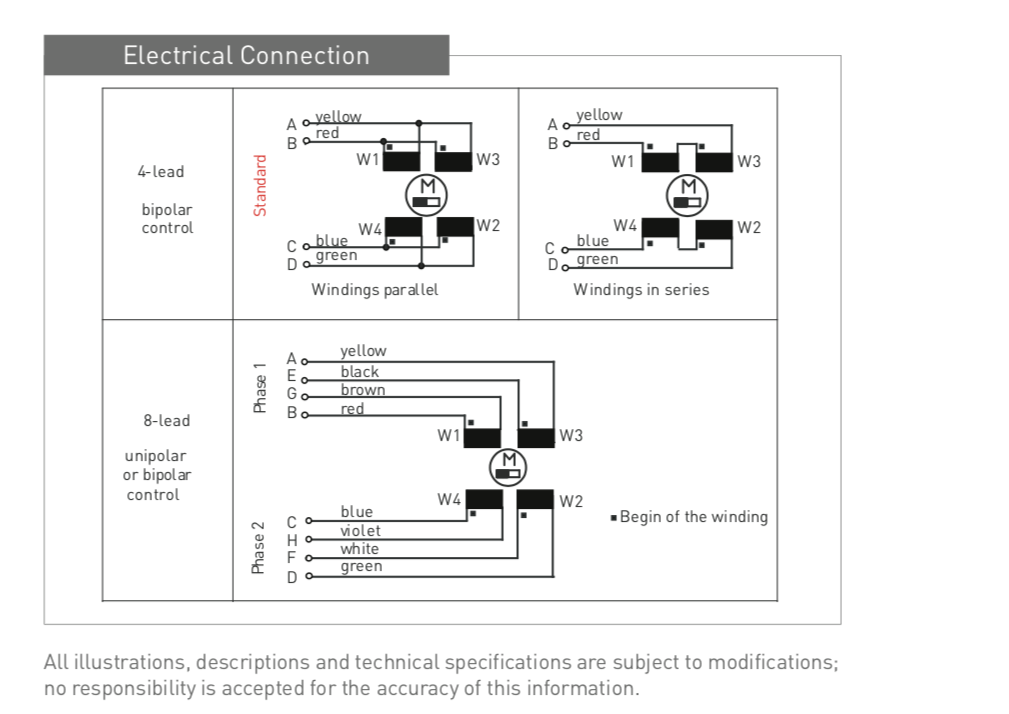 Electrical Connection
4-lead
bipolar
control
Standard
A yellow
B red
W1 W3
M
W4 W2
C blue
D green
Windings parallel
A yellow
B red
W1 W3
M
W4 W2
C blue
D green
Windings in series
8-lead
unipolar
or bipolar
control
Phase 1
A yellow
E black
G brown
B red
W1 W3
M
W4 W2
Phase 2
C blue
H violet
F white
D green
■ Begin of the winding
All illustrations, descriptions and technical specifications are subject to modifications;
no responsibility is accepted for the accuracy of this information.